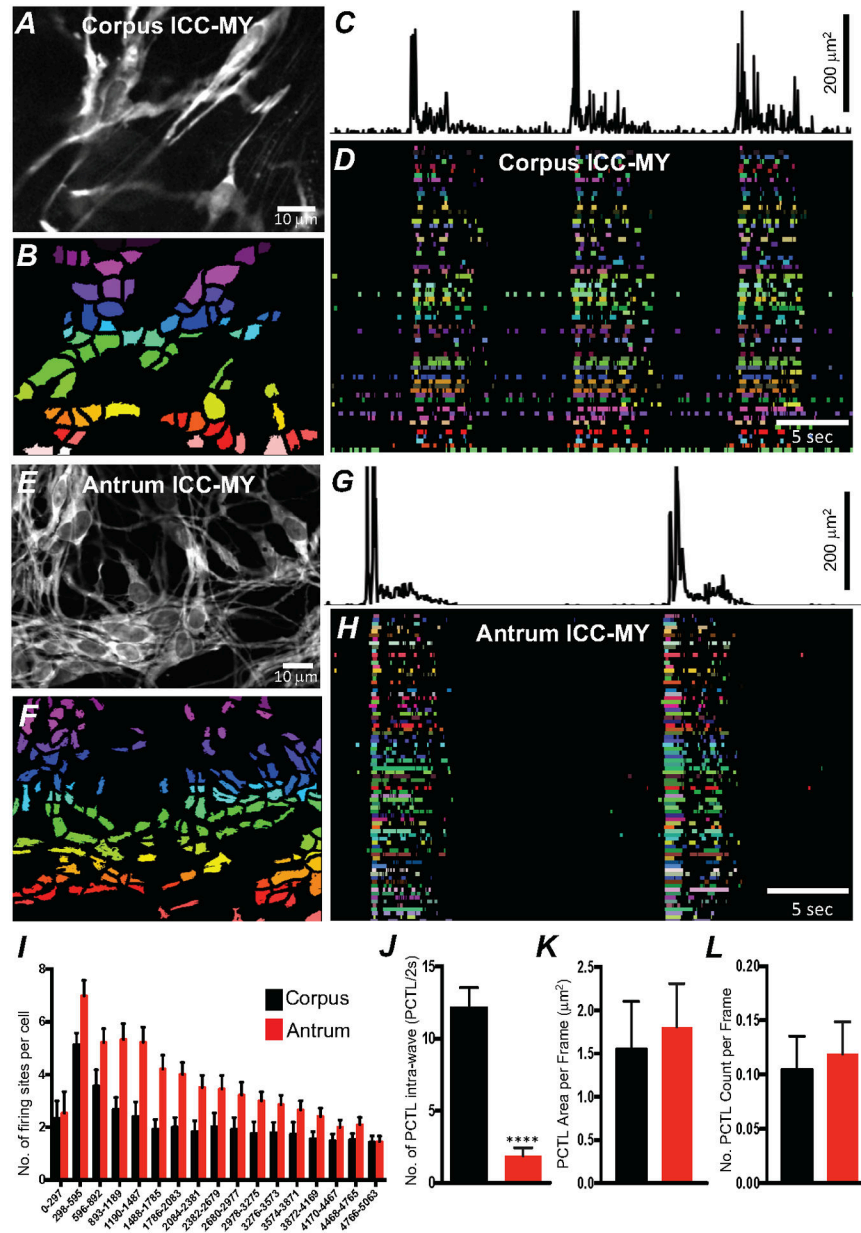 A
Corpus ICC-MY
10 μm
B
C
200 μm²
D
Corpus ICC-MY
5 sec
E
Antrum ICC-MY
10 μm
F
G
200 μm²
H
Antrum ICC-MY
5 sec
I
No. of firing sites per cell
8
6
4
2
0
Corpus
Antrum
0-297
298-595
596-892
893-1189
1190-1487
1488-1785
1786-2083
2084-2381
2382-2679
2680-2977
2978-3275
3276-3573
3574-3871
3872-4169
4170-4467
4468-4765
4766-5063
J
No. of PCTL intra-wave (PCTL/2s)
15
10
5
0
****
K
PCTL Area per Frame (μm²)
2.5
2.0
1.5
1.0
0.5
0.0
L
No. PCTL Count per Frame
0.20
0.15
0.10
0.05
0.00